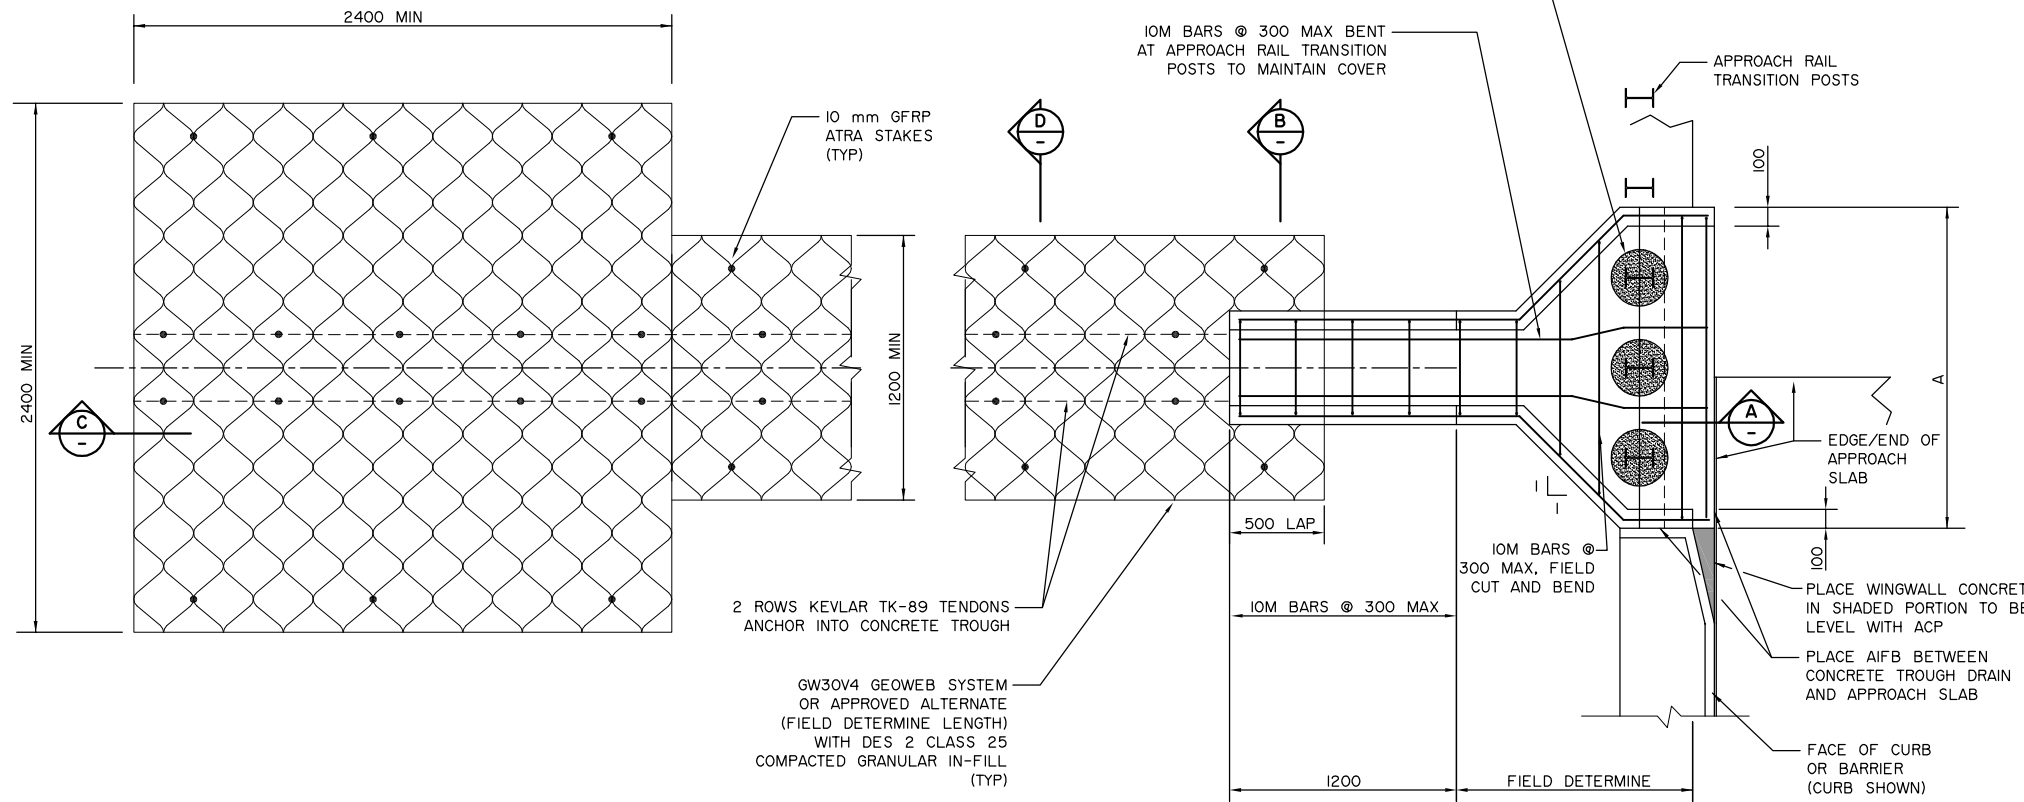 2400 MIN
2400 MIN
10 mm GFRP
ATRA STAKES
(TYP)
1200 MIN
D
-
B
-
C
-
A
-
10M BARS @ 300 MAX BENT
AT APPROACH RAIL TRANSITION
POSTS TO MAINTAIN COVER
APPROACH RAIL
TRANSITION POSTS
100
A
EDGE/END OF
APPROACH
SLAB
500 LAP
1
1
10M BARS @
300 MAX, FIELD
CUT AND BEND
100
2 ROWS KEVLAR TK-89 TENDONS
ANCHOR INTO CONCRETE TROUGH
10M BARS @ 300 MAX
PLACE WINGWALL CONCRET
IN SHADED PORTION TO BE
LEVEL WITH ACP
PLACE AIFB BETWEEN
CONCRETE TROUGH DRAIN
AND APPROACH SLAB
GW30V4 GEOWEB SYSTEM
OR APPROVED ALTERNATE
(FIELD DETERMINE LENGTH)
WITH DES 2 CLASS 25
COMPACTED GRANULAR IN-FILL
(TYP)
FACE OF CURB
OR BARRIER
(CURB SHOWN)
1200
FIELD DETERMINE